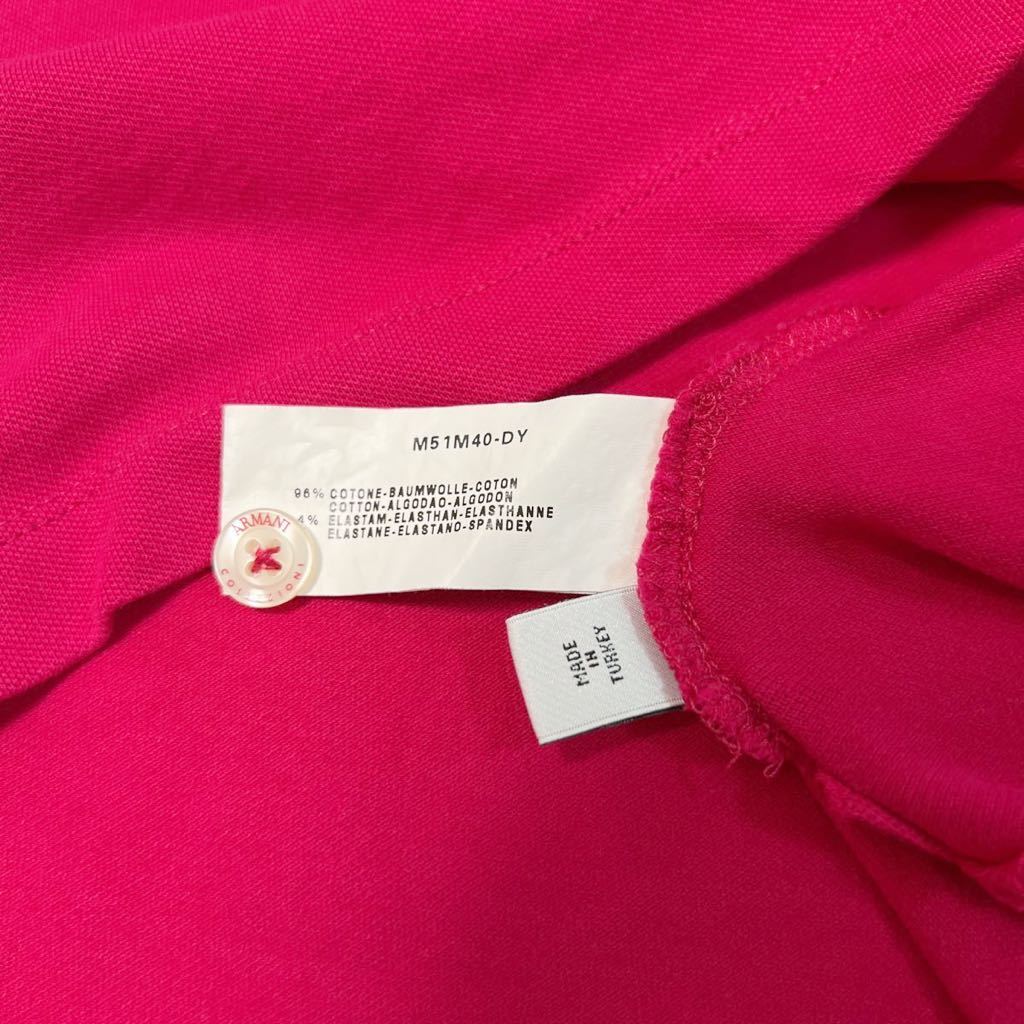 M51M40-DY
96% COTONE-BAUMWOLLE-COTON
COTTON-ALGODAO-ALGODON
4% ELASTAM-ELASTHAN-ELASTHANNE
ELASTANE-ELASTANO-SPANDEX
ARMANI
COLLEZIONI
MADE
IN
TURKEY